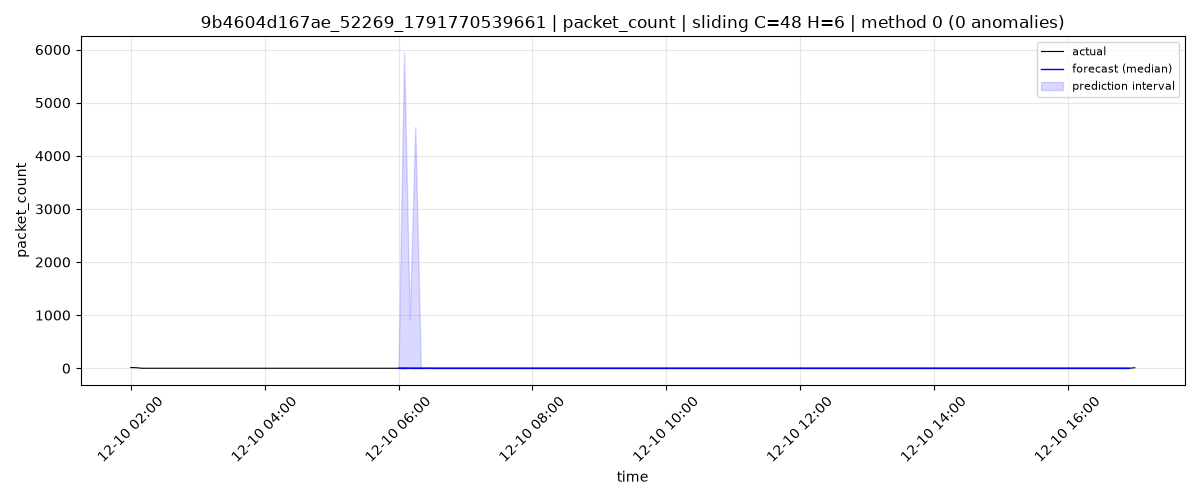 9b4604d167ae_52269_1791770539661 | packet_count | sliding C=48 H=6 | method 0 (0 anomalies)
actual
forecast (median)
prediction interval
packet_count
6000
5000
4000
3000
2000
1000
0
12-10 02:00
12-10 04:00
12-10 06:00
12-10 08:00
12-10 10:00
12-10 12:00
12-10 14:00
12-10 16:00
time